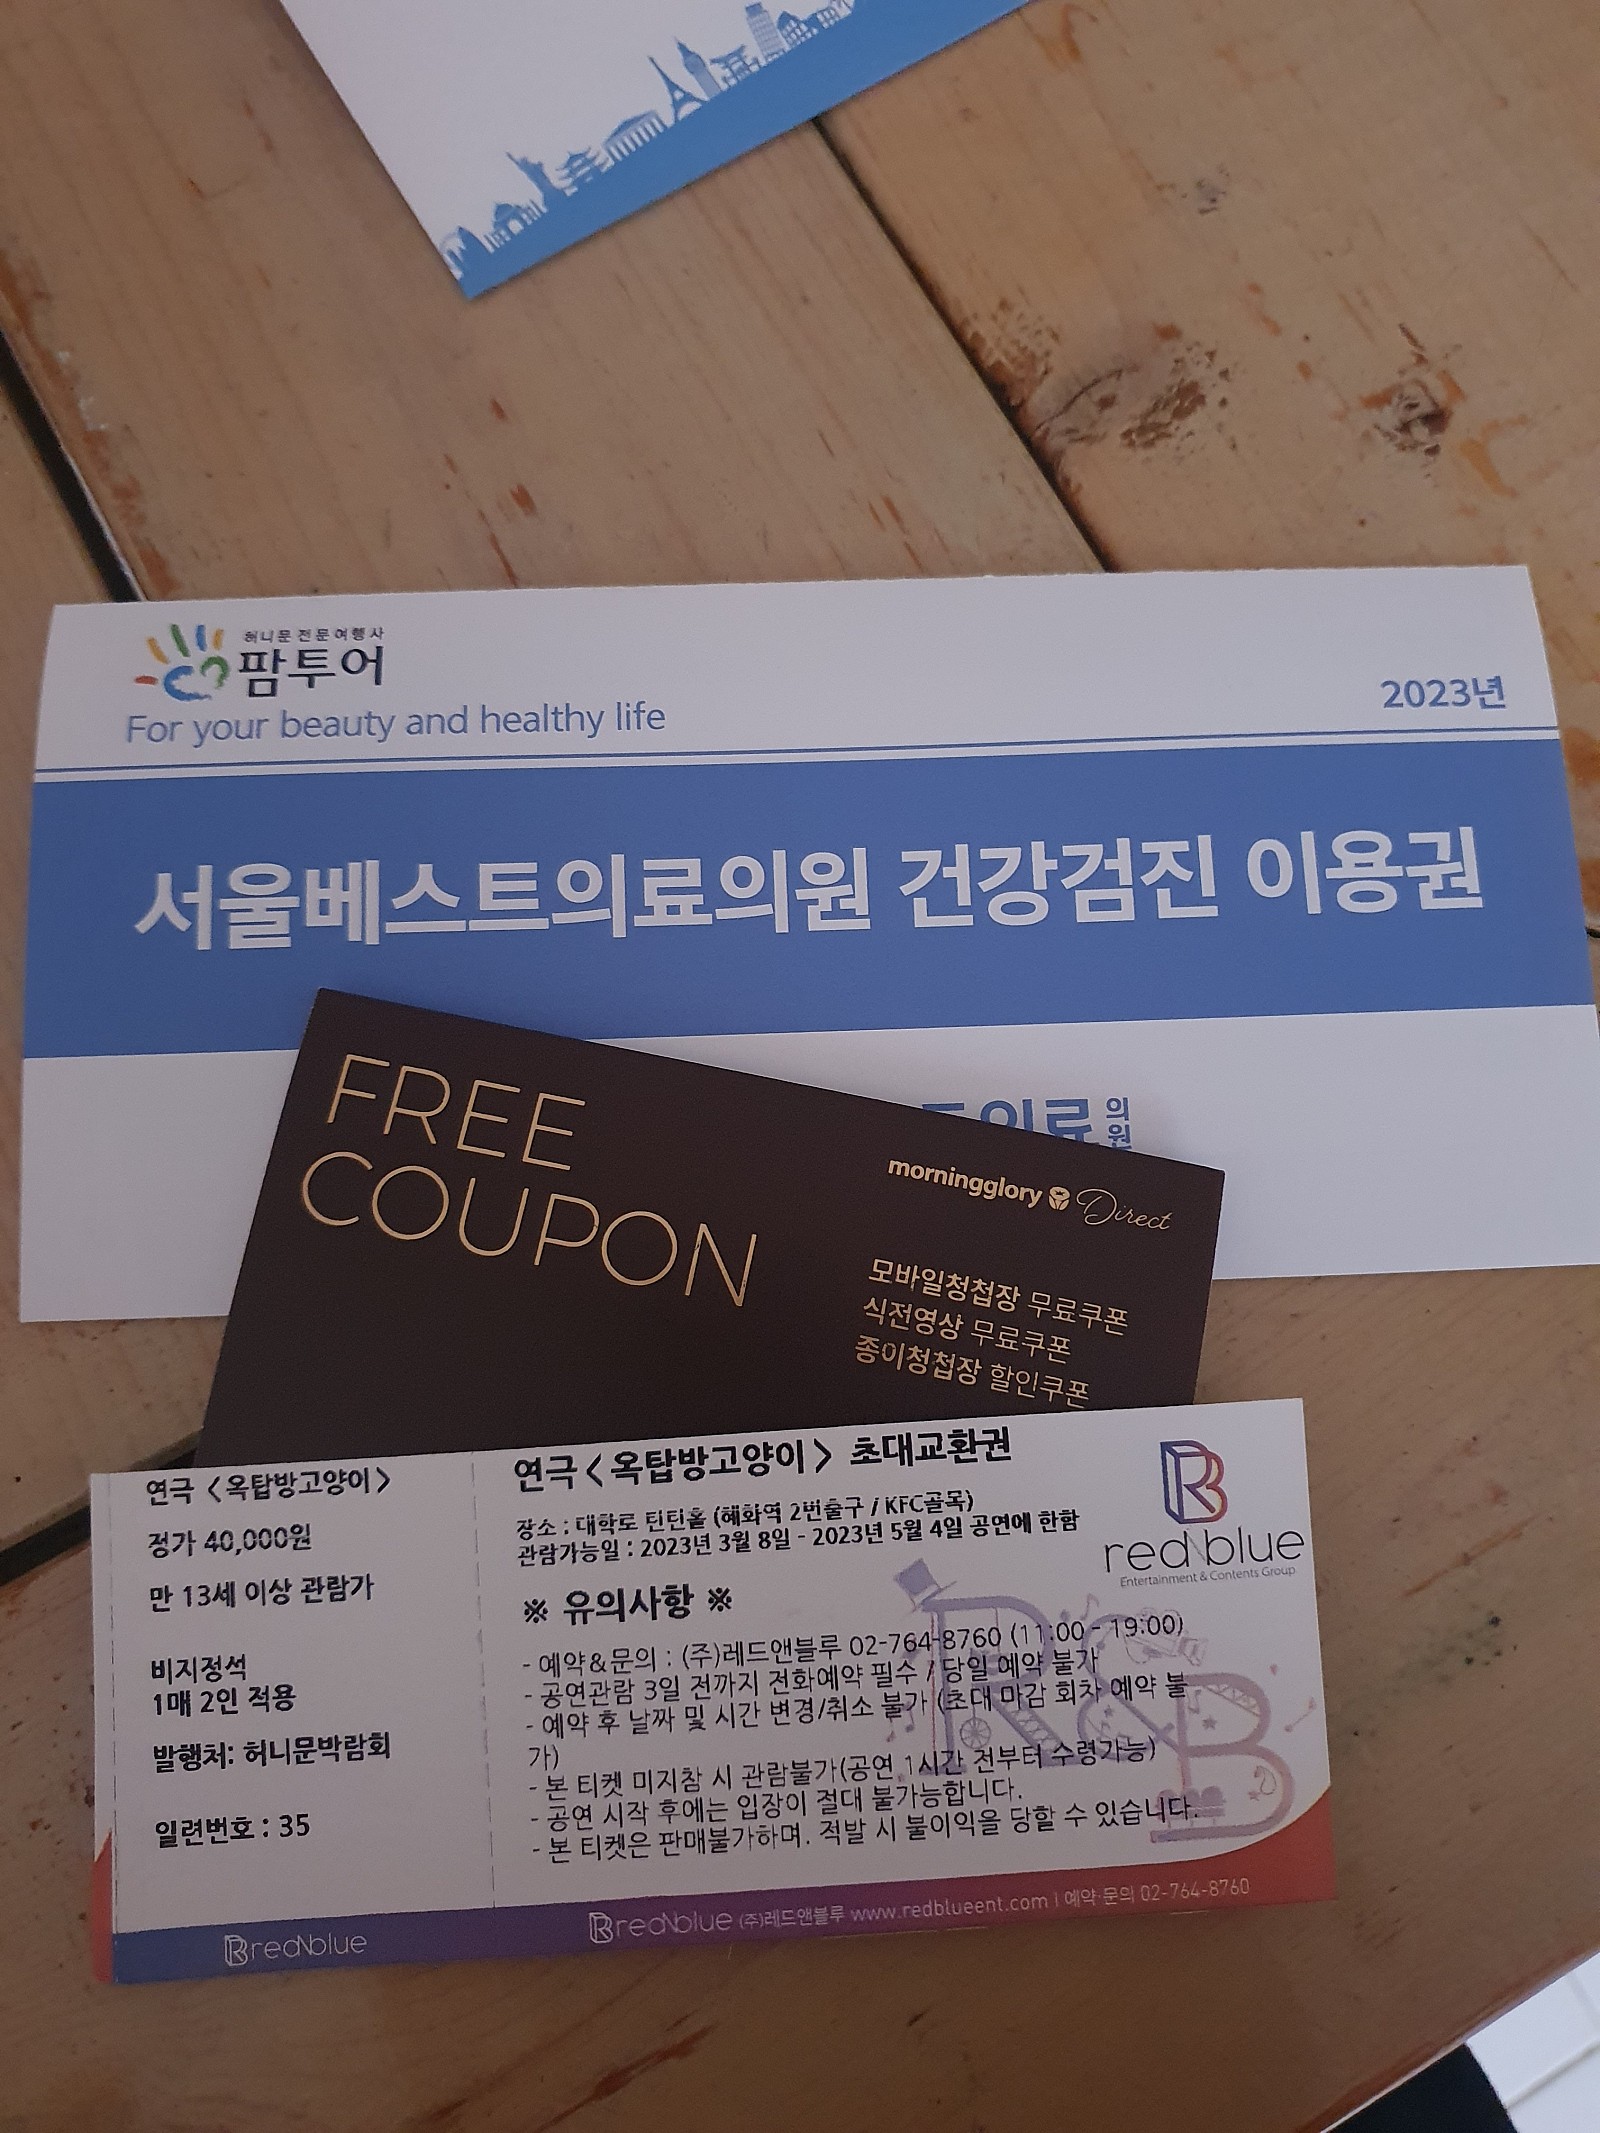 허니문 전문여행사
팜투어
For your beauty and healthy life
2023년
서울베스트의료의원 건강검진 이용권
의료
의원
FREE
COUPON
morningglory Direct
모바일청첩장 무료쿠폰
식전영상 무료쿠폰
종이청첩장 할인쿠폰
연극 <옥탑방고양이>
정가 40,000원
만 13세 이상 관람가
비지정석
1매 2인 적용
발행처: 허니문박람회
일련번호 : 35
연극 <옥탑방고양이> 초대교환권
장소 : 대학로 틴틴홀 (혜화역 2번출구 / KFC골목)
관람가능일 : 2023년 3월 8일 - 2023년 5월 4일 공연에 한함
※ 유의사항 ※
- 예약&문의 : (주)레드앤블루 02-764-8760 (11:00 - 19:00)
- 공연관람 3일 전까지 전화예약 필수 / 당일 예약 불가
- 예약 후 날짜 및 시간 변경/취소 불가 (초대 마감 회차 예약 불
가)
- 본 티켓 미지참 시 관람불가(공연 1시간 전부터 수령가능)
- 공연 시작 후에는 입장이 절대 불가능합니다.
- 본 티켓은 판매불가하며, 적발 시 불이익을 당할 수 있습니다.
redNblue
Entertainment & Contents Group
R&B
redNblue
redNblue (주)레드앤블루 www.redblueent.com | 예약·문의 02-764-8760